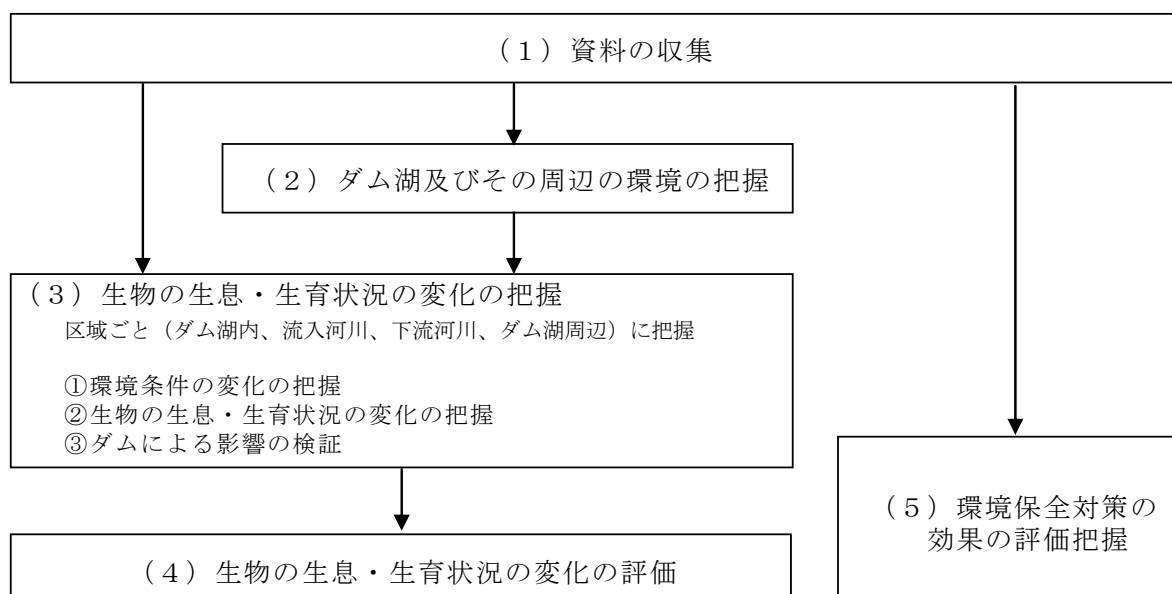 （１）資料の収集
（２）ダム湖及びその周辺の環境の把握
（３）生物の生息・生育状況の変化の把握
区域ごと（ダム湖内、流入河川、下流河川、ダム湖周辺）に把握
①環境条件の変化の把握
②生物の生息・生育状況の変化の把握
③ダムによる影響の検証
（４）生物の生息・生育状況の変化の評価
（５）環境保全対策の
効果の評価把握